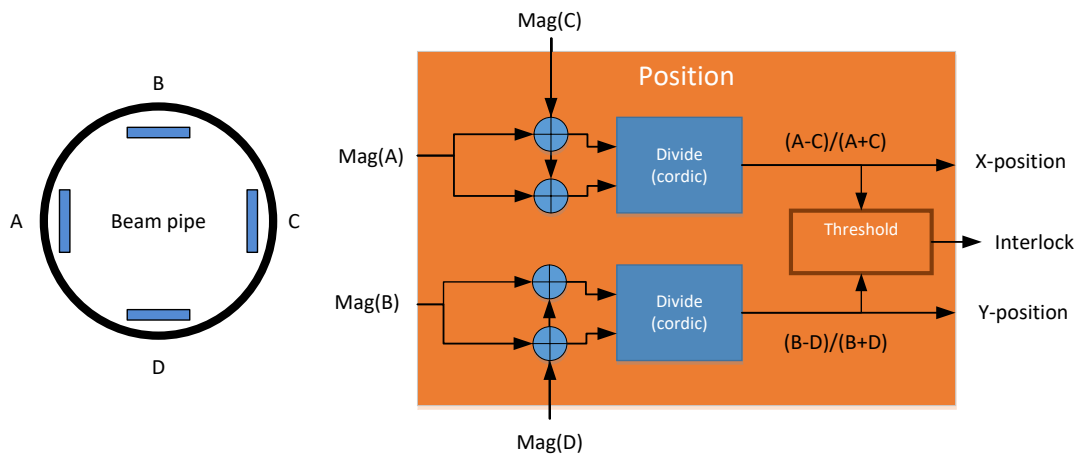 B
A
Beam pipe
C
D
Mag(C)
Position
Mag(A)
Divide
(cordic)
(A-C)/(A+C)
X-position
Threshold
Interlock
Mag(B)
Divide
(cordic)
Y-position
(B-D)/(B+D)
Mag(D)